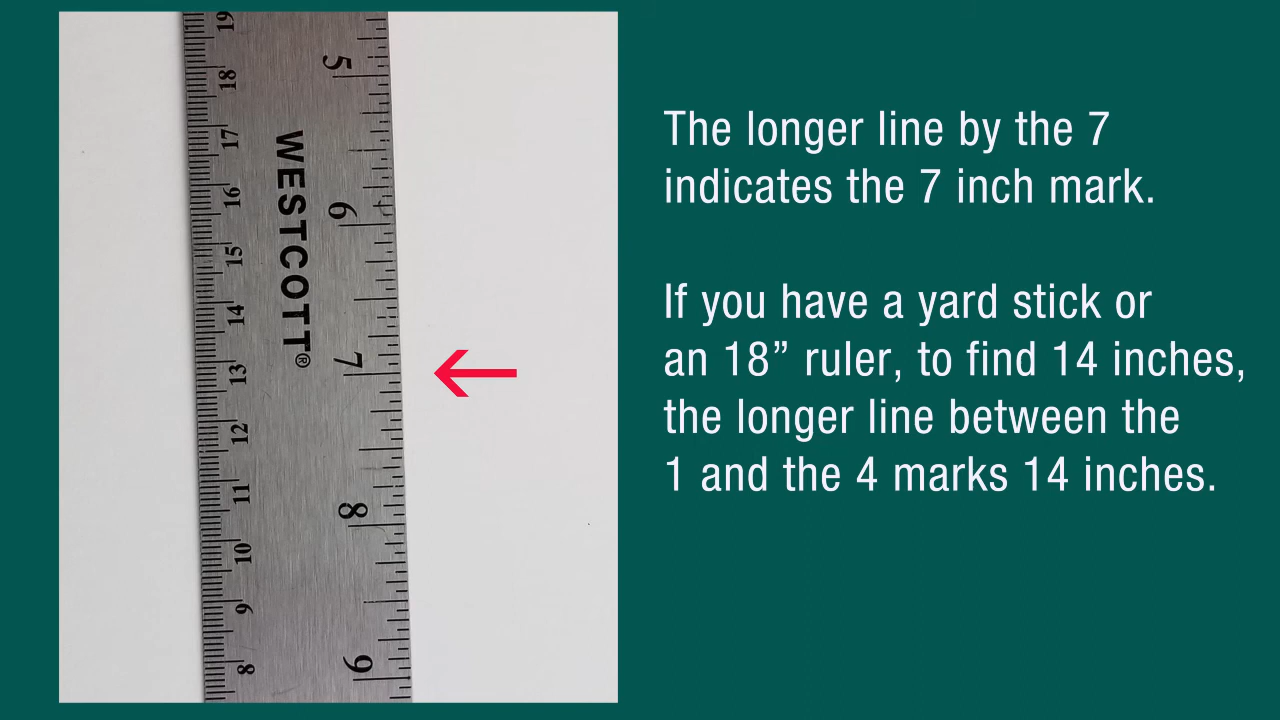 The longer line by the 7
indicates the 7 inch mark.
If you have a yard stick or
an 18” ruler, to find 14 inches,
the longer line between the
1 and the 4 marks 14 inches.
WESTCOTT®
5
6
7
8
9
19
18
17
16
15
14
13
12
11
10
9
8